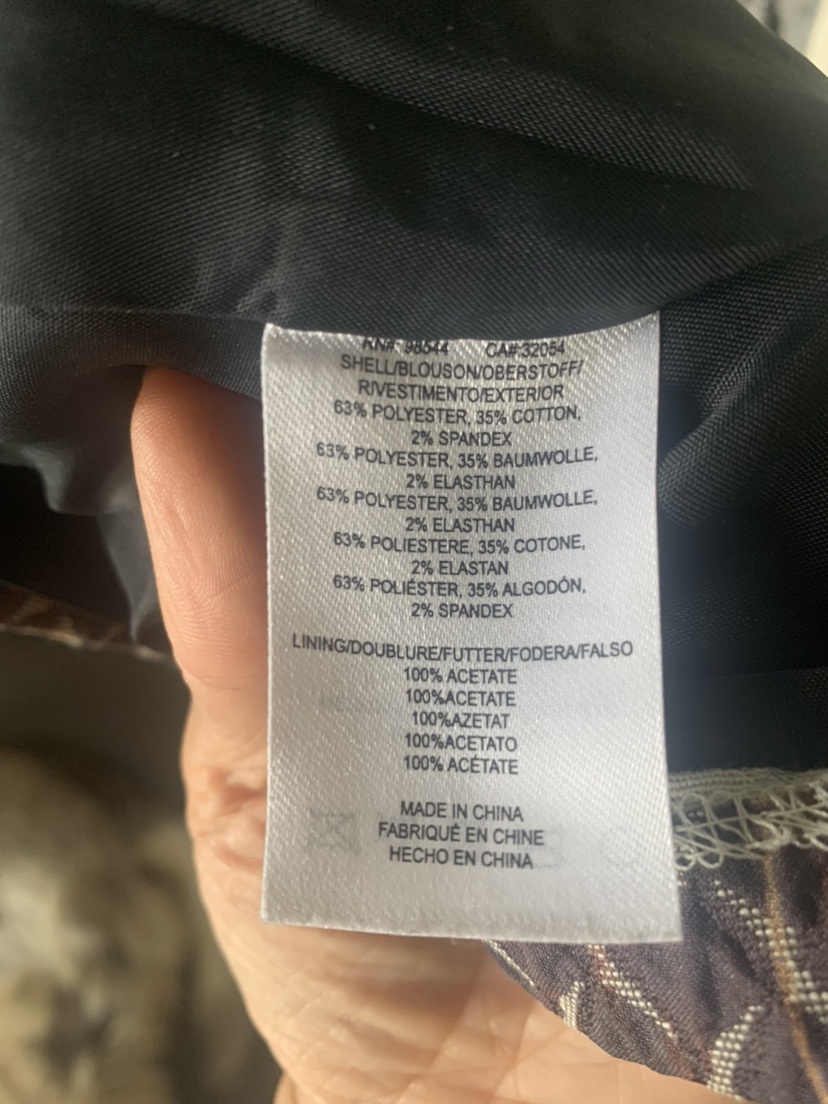 RN#: 98544 CA#:32054
SHELL/BLOUSON/OBERSTOFF/
RIVESTIMENTO/EXTERIOR
63% POLYESTER, 35% COTTON,
2% SPANDEX
63% POLYESTER, 35% BAUMWOLLE,
2% ELASTHAN
63% POLYESTER, 35% BAUMWOLLE,
2% ELASTHAN
63% POLIESTERE, 35% COTONE,
2% ELASTAN
63% POLIÉSTER, 35% ALGODÓN,
2% SPANDEX
LINING/DOUBLURE/FUTTER/FODERA/FALSO
100% ACETATE
100%ACETATE
100%AZETAT
100%ACETATO
100% ACÉTATE
MADE IN CHINA
FABRIQUÉ EN CHINE
HECHO EN CHINA